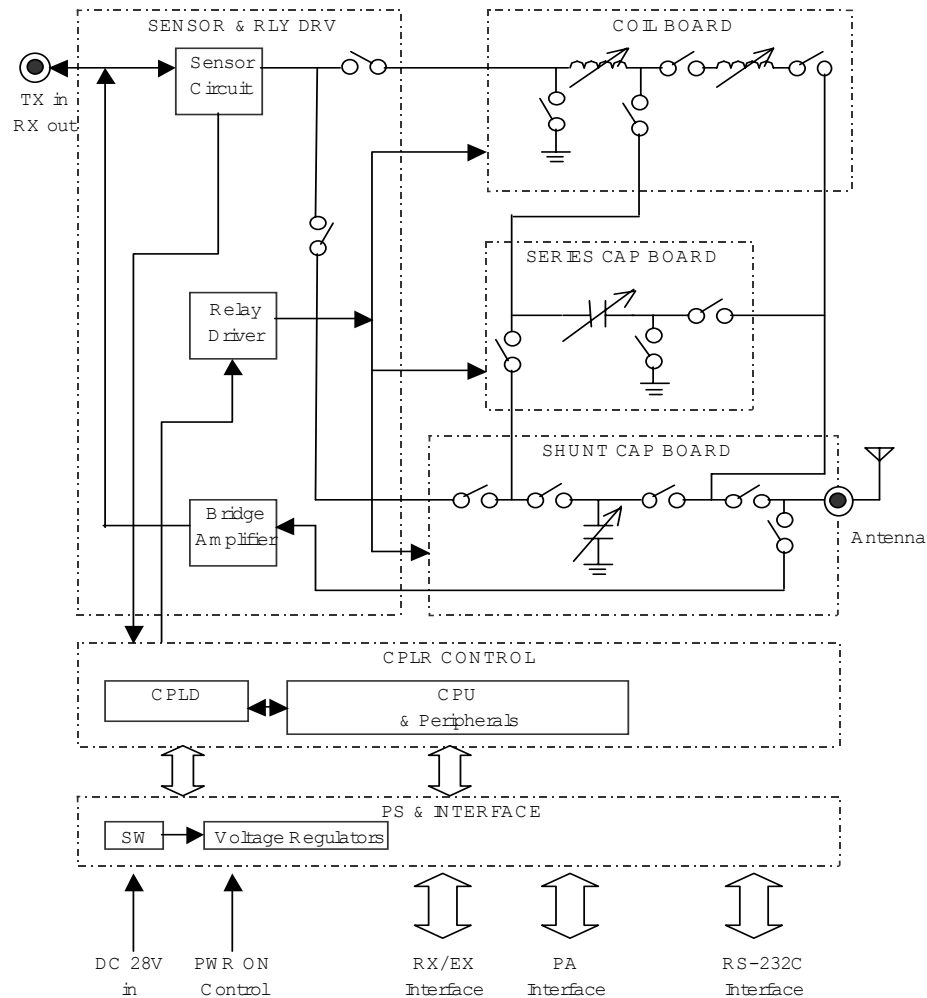 SENSOR & RLY DRV
COIL BOARD
Sensor
Circuit
TX in
RX out
SERIES CAP BOARD
Relay
Driver
SHUNT CAP BOARD
Bridge
Amplifier
Antenna
CPLR CONTROL
CPLD
CPU
& Peripherals
PS & INTERFACE
SW
Voltage Regulators
DC 28V
in
PWR ON
Control
RX/EX
Interface
PA
Interface
RS-232C
Interface